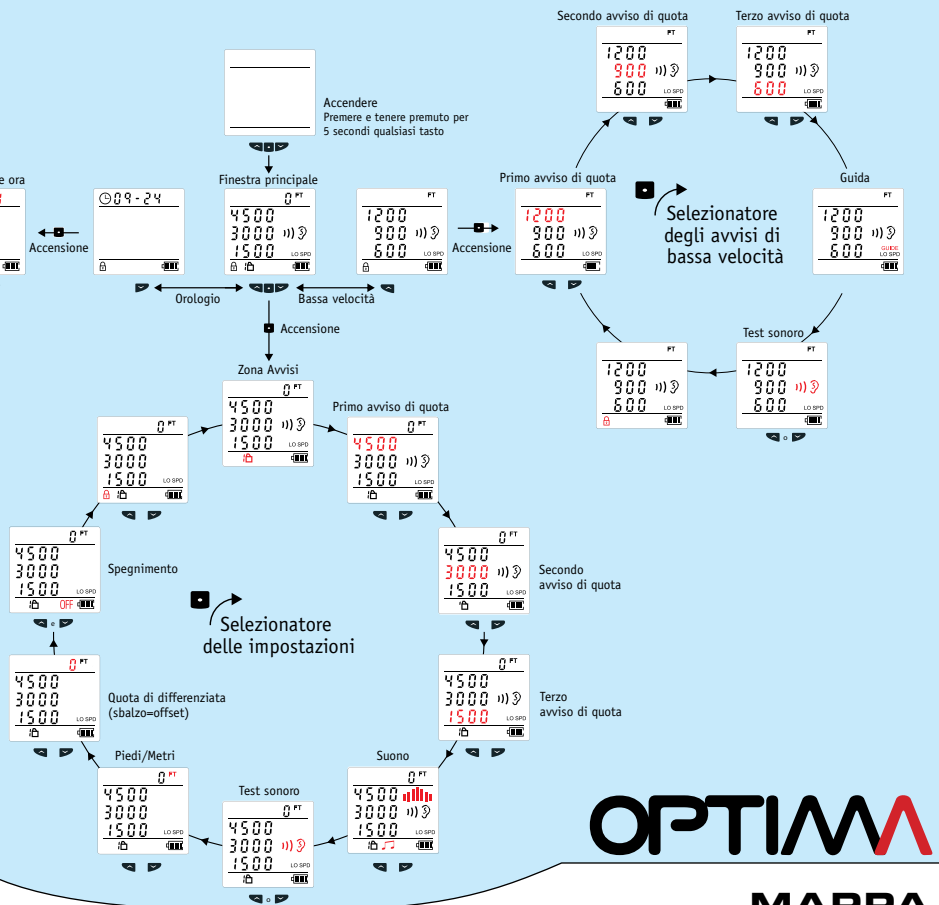 Secondo avviso di quota
FT
1200
900
600
LO SPD
Terzo avviso di quota
FT
1200
900
600
LO SPD
Accendere
Premere e tenere premuto per
5 secondi qualsiasi tasto
e ora
Accensione
09-24
Orologio
Finestra principale
0 FT
4500
3000
1500
LO SPD
FT
1200
900
600
LO SPD
Bassa velocità
Accensione
Primo avviso di quota
FT
1200
900
600
LO SPD
Selezionatore
degli avvisi di
bassa velocità
Guida
FT
1200
900
600
GUIDE
LO SPD
FT
1200
900
600
LO SPD
Test sonoro
FT
1200
900
600
LO SPD
o
Accensione
Zona Avvisi
0 FT
4500
3000
1500
LO SPD
0 FT
4500
3000
1500
LO SPD
Primo avviso di quota
0 FT
4500
3000
1500
LO SPD
0 FT
4500
3000
1500
LO SPD
OFF
e
Spegnimento
Selezionatore
delle impostazioni
0 FT
4500
3000
1500
LO SPD
Secondo
avviso di quota
0 FT
4500
3000
1500
LO SPD
Quota di differenziata
(sbalzo=offset)
0 FT
4500
3000
1500
LO SPD
Terzo
avviso di quota
Piedi/Metri
0 FT
4500
3000
1500
LO SPD
Test sonoro
0 FT
4500
3000
1500
LO SPD
o
Suono
0 FT
4500
3000
1500
LO SPD
OPTIMA